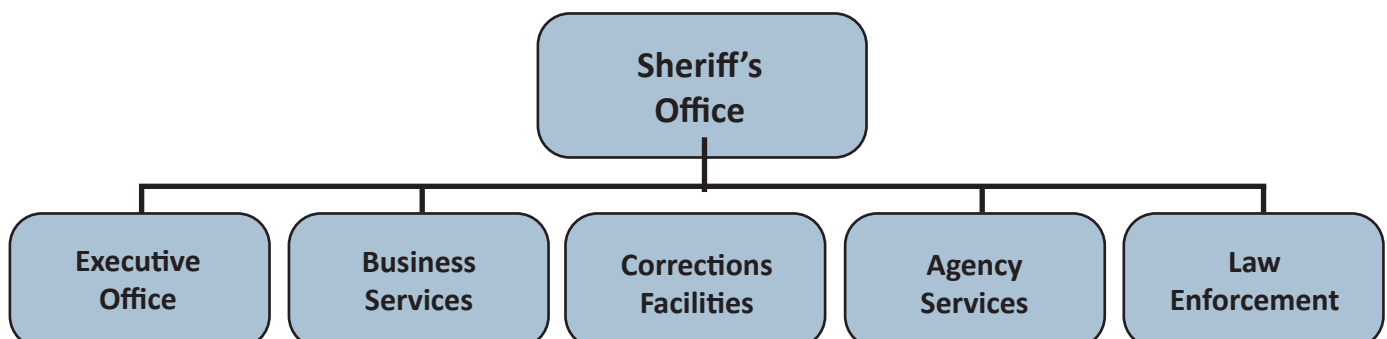 Sheriff’s
Office
Executive
Office
Business
Services
Corrections
Facilities
Agency
Services
Law
Enforcement